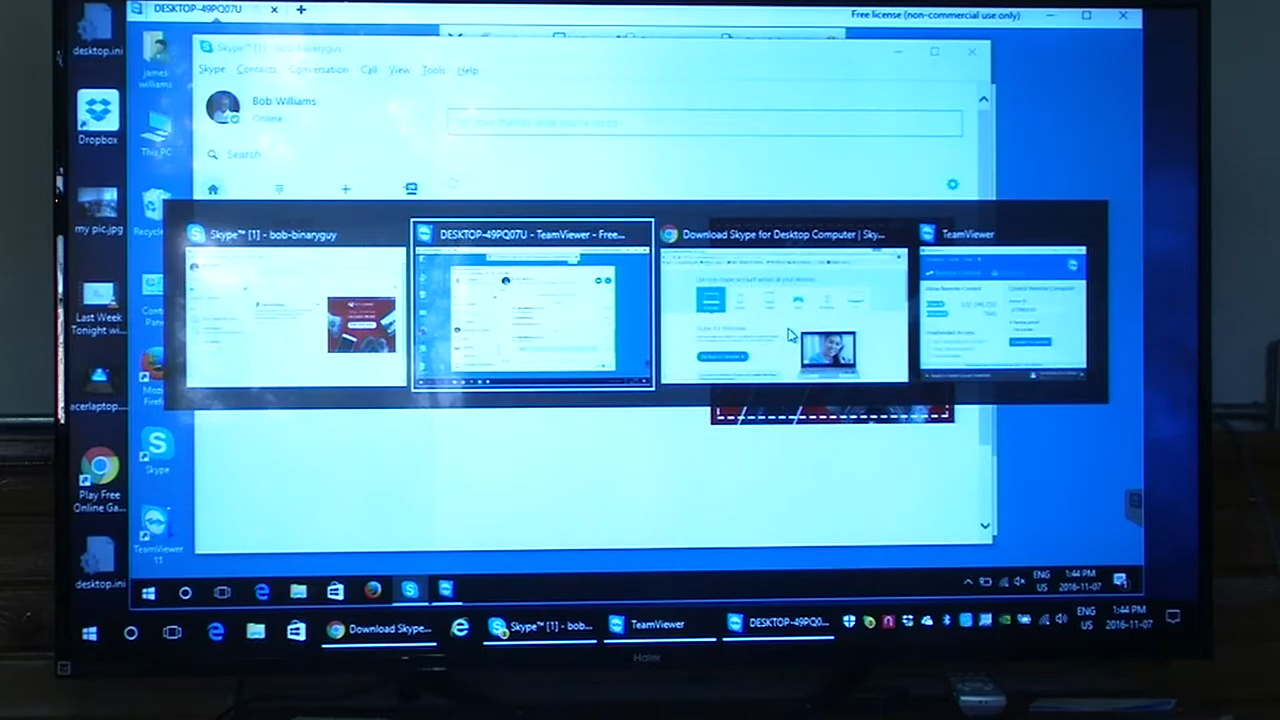 DESKTOP-49PQ07U
Free license (non-commercial use only)
desktop.ini
james williams
Dropbox
This PC
my pic.jpg
Last Week
Tonight wi...
acerlaptop...
Play Free
Online Ga...
desktop.ini
Skype
TeamViewer
11
Skype™ [1] - bob-binaryguy
Skype Contacts Conversation Call View Tools Help
Bob Williams
Online
Search
Skype™ [1] - bob-binaryguy
DESKTOP-49PQ07U - TeamViewer - Free...
Download Skype for Desktop Computer | Sky...
TeamViewer
ENG
US
1:44 PM
2016-11-07
Download Skype...
Skype™ [1] - bob...
TeamViewer
DESKTOP-49PQ0...
ENG
US
1:44 PM
2016-11-07
Haier